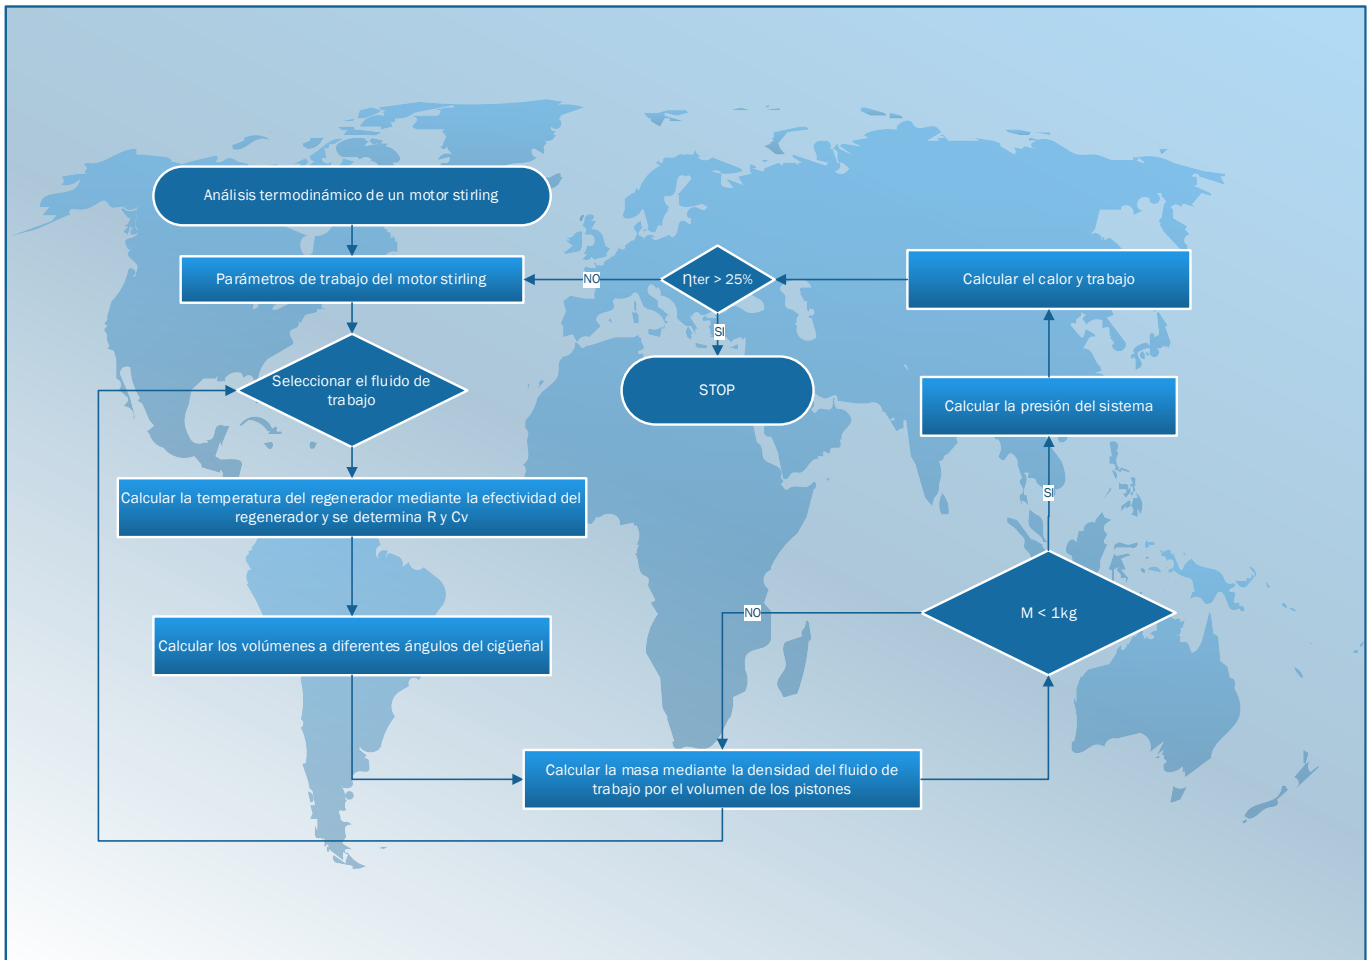 Análisis termodinámico de un motor stirling
Parámetros de trabajo del motor stirling
Seleccionar el fluido de
trabajo
Calcular la temperatura del regenerador mediante la efectividad del
regenerador y se determina R y Cv
Calcular los volúmenes a diferentes ángulos del cigüeñal
Calcular la masa mediante la densidad del fluido de
trabajo por el volumen de los pistones
M < 1kg
NO
SI
Calcular la presión del sistema
Calcular el calor y trabajo
ηter > 25%
NO
SI
STOP